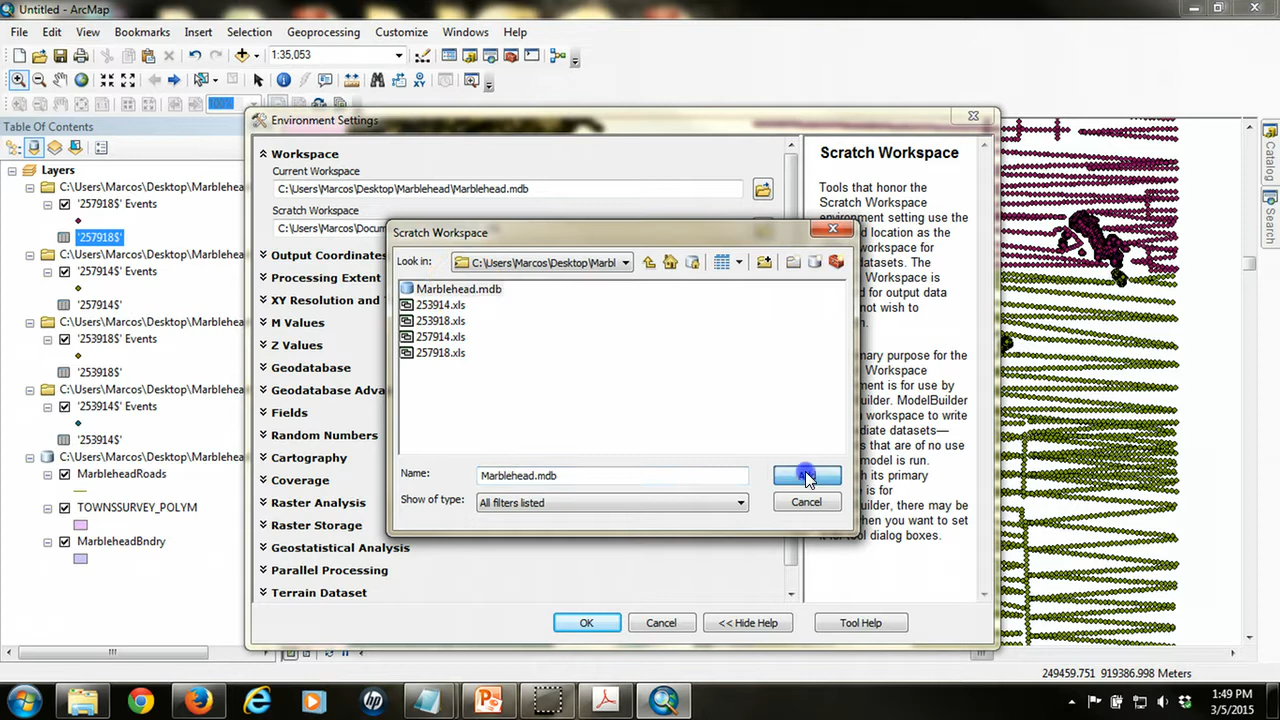 Untitled - ArcMap
File Edit View Bookmarks Insert Selection Geoprocessing Customize Windows Help
1:35,053
100%
Table Of Contents
Layers
C:\Users\Marcos\Desktop\Marblehea
'257918$' Events
'257918$'
C:\Users\Marcos\Desktop\Marblehea
'257914$' Events
'257914$'
C:\Users\Marcos\Desktop\Marblehea
'253918$' Events
'253918$'
C:\Users\Marcos\Desktop\Marblehea
'253914$' Events
'253914$'
C:\Users\Marcos\Desktop\Marblehea
MarbleheadRoads
TOWNSSURVEY_POLYM
MarbleheadBndry
Environment Settings
Workspace
Current Workspace
C:\Users\Marcos\Desktop\Marblehead\Marblehead.mdb
Scratch Workspace
C:\Users\Marcos\Docum
Output Coordinates
Processing Extent
XY Resolution and T
M Values
Z Values
Geodatabase
Geodatabase Adva
Fields
Random Numbers
Cartography
Coverage
Raster Analysis
Raster Storage
Geostatistical Analysis
Parallel Processing
Terrain Dataset
OK
Cancel
<< Hide Help
Tool Help
Scratch Workspace
Look in:
C:\Users\Marcos\Desktop\Marbl
Marblehead.mdb
253914.xls
253918.xls
257914.xls
257918.xls
Name:
Marblehead.mdb
Show of type:
All filters listed
Cancel
Scratch Workspace
Tools that honor the
Scratch Workspace
environment setting use the
d location as the
workspace for
datasets. The
Workspace is
d for output data
not wish to
n.
mary purpose for the
Workspace
ment is for use by
Builder. ModelBuilder
workspace to write
diate datasets—
s that are of no use
model is run.
h its primary
e is for
uilder, there may be
when you want to set
it for tool dialog boxes.
Catalog
Search
249459.751 919386.998 Meters
1:49 PM
3/5/2015